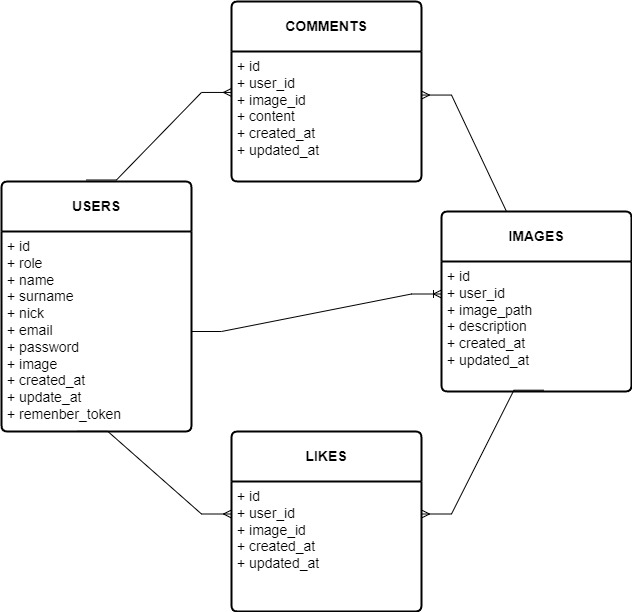 COMMENTS
+ id
+ user_id
+ image_id
+ content
+ created_at
+ updated_at
USERS
+ id
+ role
+ name
+ surname
+ nick
+ email
+ password
+ image
+ created_at
+ update_at
+ remenber_token
IMAGES
+ id
+ user_id
+ image_path
+ description
+ created_at
+ updated_at
LIKES
+ id
+ user_id
+ image_id
+ created_at
+ updated_at